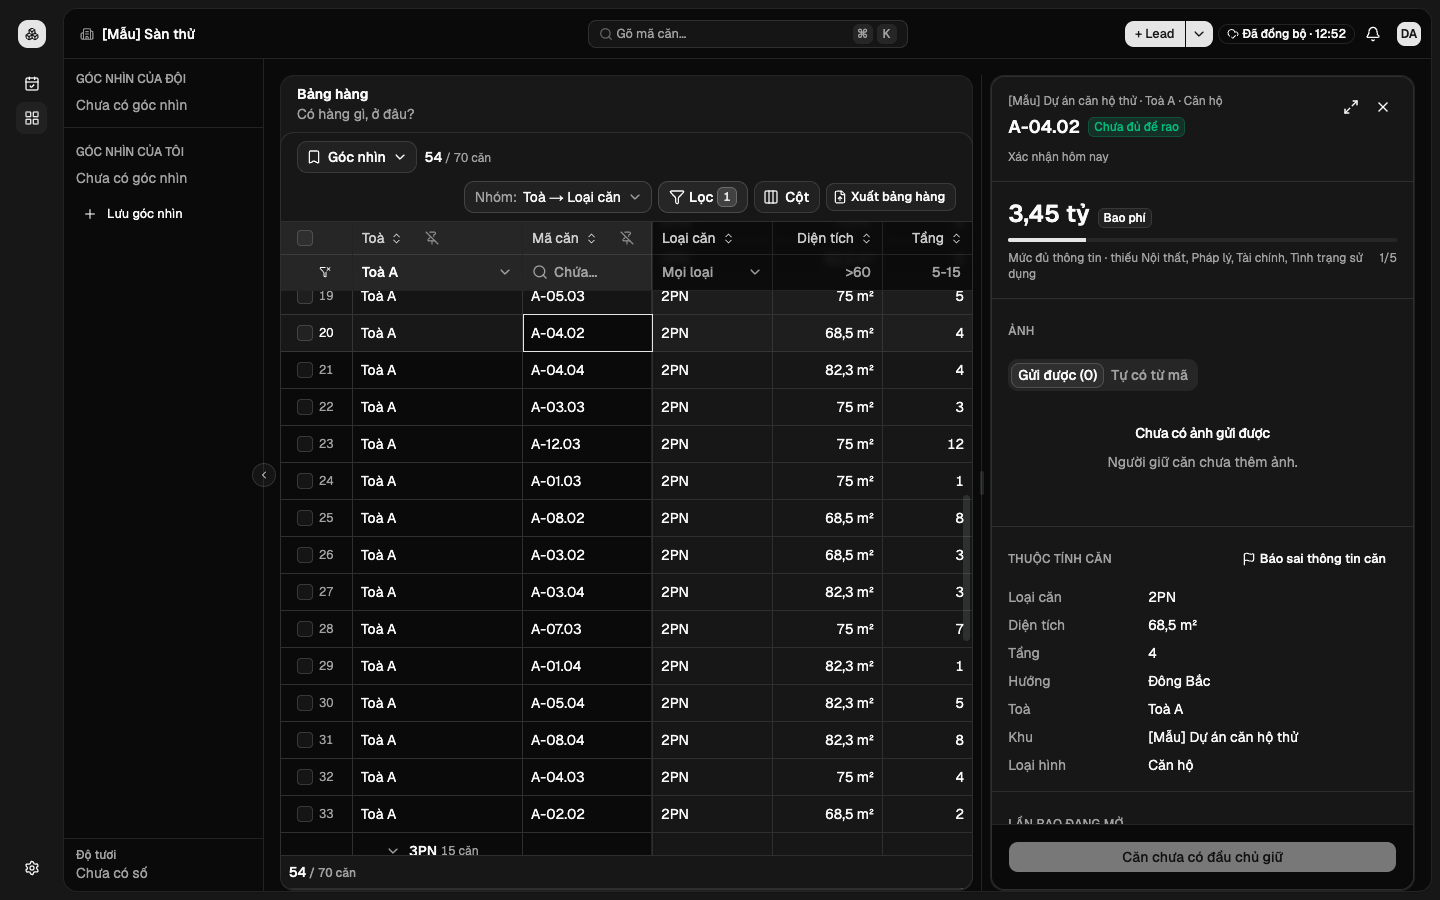 [Mẫu] Sàn thử
Gõ mã căn...
⌘ K
+ Lead
Đã đồng bộ · 12:52
DA
GÓC NHÌN CỦA ĐỘI
Chưa có góc nhìn
GÓC NHÌN CỦA TÔI
Chưa có góc nhìn
+ Lưu góc nhìn
Độ tươi
Chưa có số
Bảng hàng
Có hàng gì, ở đâu?
Góc nhìn
54 / 70 căn
Nhóm: Toà → Loại căn
Lọc 1
Cột
Xuất bảng hàng
Toà Mã căn Loại căn Diện tích Tầng
Toà A Chứa... Mọi loại >60 5-15
19 Toà A A-05.03 2PN 75 m² 5
20 Toà A A-04.02 2PN 68,5 m² 4
21 Toà A A-04.04 2PN 82,3 m² 4
22 Toà A A-03.03 2PN 75 m² 3
23 Toà A A-12.03 2PN 75 m² 12
24 Toà A A-01.03 2PN 75 m² 1
25 Toà A A-08.02 2PN 68,5 m² 8
26 Toà A A-03.02 2PN 68,5 m² 3
27 Toà A A-03.04 2PN 82,3 m² 3
28 Toà A A-07.03 2PN 75 m² 7
29 Toà A A-01.04 2PN 82,3 m² 1
30 Toà A A-05.04 2PN 82,3 m² 5
31 Toà A A-08.04 2PN 82,3 m² 8
32 Toà A A-04.03 2PN 75 m² 4
33 Toà A A-02.02 2PN 68,5 m² 2
3PN 15 căn
54 / 70 căn
[Mẫu] Dự án căn hộ thử · Toà A · Căn hộ
A-04.02 Chưa đủ để rao
Xác nhận hôm nay
3,45 tỷ Bao phí
Mức đủ thông tin · thiếu Nội thất, Pháp lý, Tài chính, Tình trạng sử 1/5
dụng
ẢNH
Gửi được (0) Tự có từ mã
Chưa có ảnh gửi được
Người giữ căn chưa thêm ảnh.
THUỘC TÍNH CĂN
Báo sai thông tin căn
Loại căn 2PN
Diện tích 68,5 m²
Tầng 4
Hướng Đông Bắc
Toà Toà A
Khu [Mẫu] Dự án căn hộ thử
Loại hình Căn hộ
LẦN RAO ĐANG MỞ
Căn chưa có đầu chủ giữ